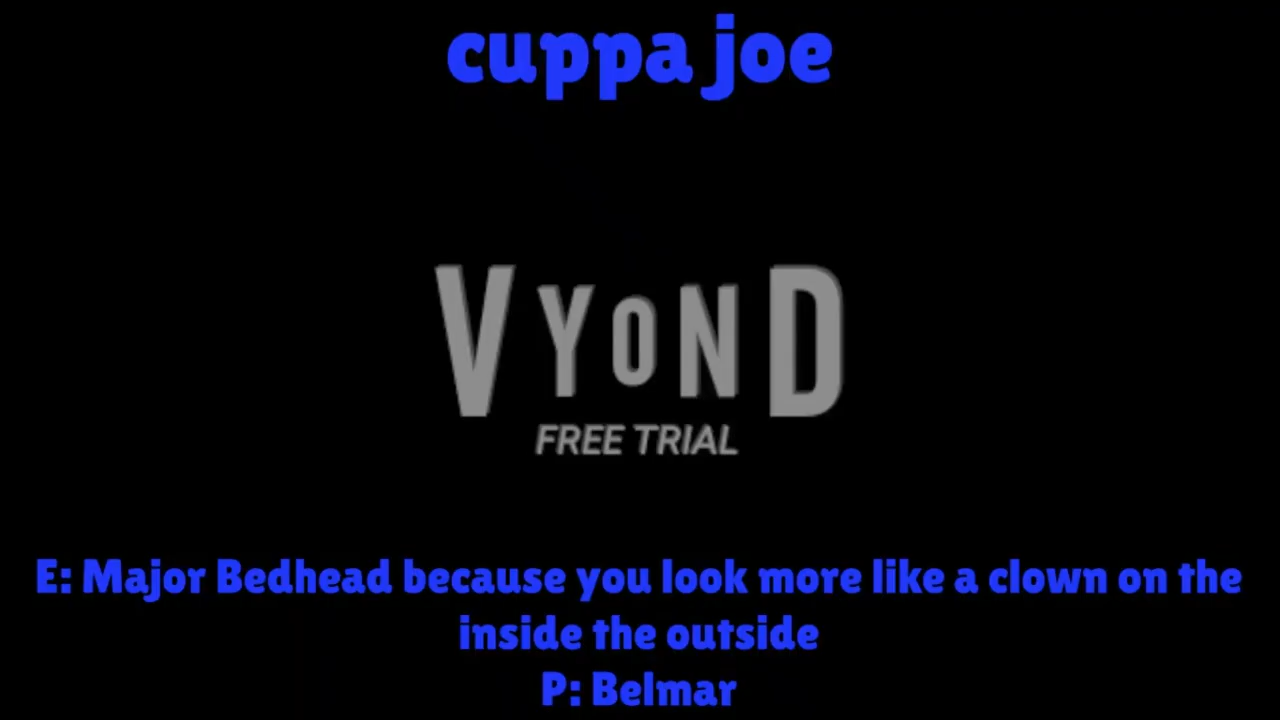 cuppa joe
VYOND
FREE TRIAL
E: Major Bedhead because you look more like a clown on the
inside the outside
P: Belmar